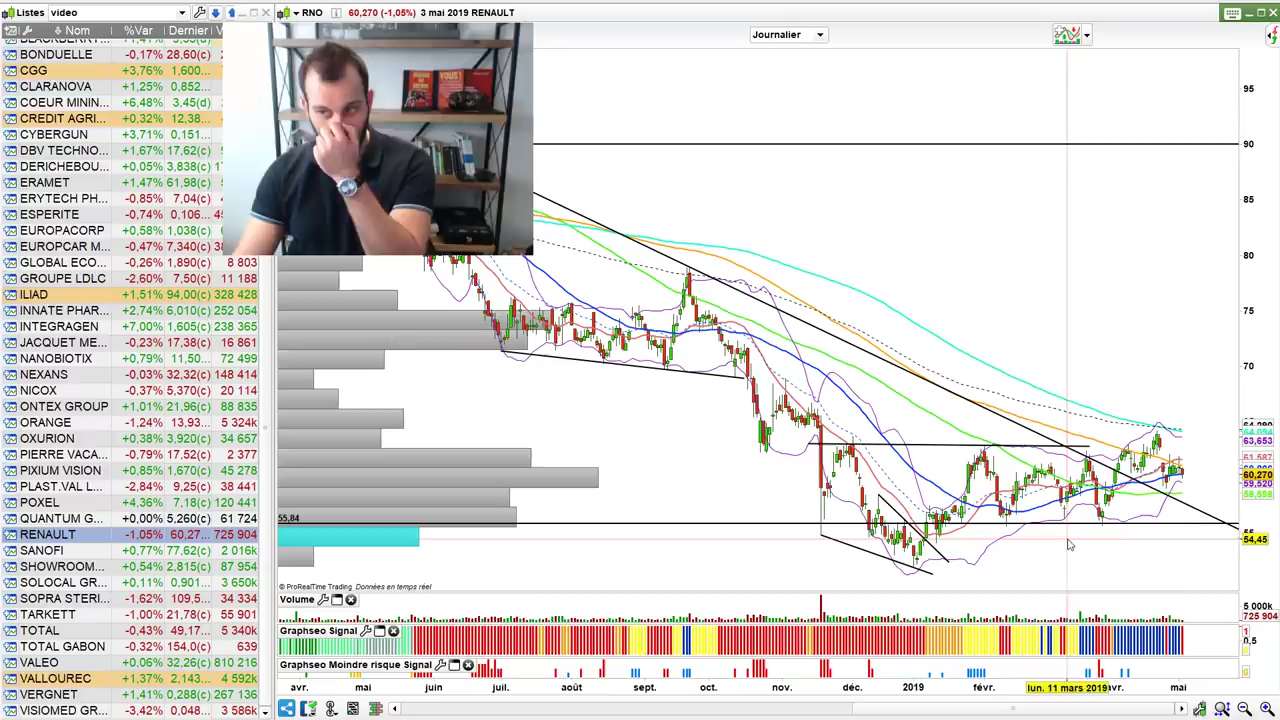 Listes video
RNO 60,270 (-1,05%) 3 mai 2019 RENAULT
Nom %Var Dernier V
Journalier
BONDUELLE -0,17% 28,60(c)
CGG +3,76% 1,600...
CLARANOVA +1,25% 0,852...
COEUR MININ... +6,48% 3,45(d)
CREDIT AGRI... +0,32% 12,38...
CYBERGUN +3,71% 0,151...
DBV TECHNO... +1,67% 17,62(c)
DERICHEBOU... +0,05% 3,838(c)
ERAMET +1,47% 61,98(c)
ERYTECH PH... -0,85% 7,04(c)
ESPERITE -0,74% 0,106...
EUROPACORP +0,58% 1,038(c)
EUROPCAR M... -0,47% 7,340(c)
GLOBAL ECO... -0,26% 1,890(c) 8 803
GROUPE LDLC -2,60% 7,50(c) 11 188
ILIAD +1,51% 94,00(c) 328 428
INNATE PHAR... +2,74% 6,010(c) 252 054
INTEGRAGEN +7,00% 1,605(c) 238 365
JACQUET ME... -0,23% 17,38(c) 16 861
NANOBIOTIX +0,79% 11,50... 72 499
NEXANS -0,03% 32,32(c) 148 414
NICOX -0,37% 5,370(c) 20 114
ONTEX GROUP +1,01% 21,96(c) 88 835
ORANGE -1,24% 13,93... 5 324k
OXURION +0,38% 3,920(c) 34 657
PIERRE VACA... -0,79% 17,52(c) 2 377
PIXIUM VISION +0,85% 1,670(c) 45 278
PLAST.VAL L... -2,84% 9,25(c) 38 441
POXEL +4,36% 7,18(c) 120 441
QUANTUM G... +0,00% 5,260(c) 61 724
RENAULT -1,05% 60,27... 725 904
SANOFI +0,77% 77,62(c) 2 016k
SHOWROOM... +0,54% 2,815(c) 87 954
SOLOCAL GR... +0,11% 0,901... 3 650k
SOPRA STERI... -1,62% 109,5... 34 334
TARKETT -1,00% 21,78(c) 55 901
TOTAL -0,43% 49,17... 5 340k
TOTAL GABON -0,32% 154,0(c) 639
VALEO +0,06% 32,26(c) 810 216
VALLOUREC +1,37% 2,143... 4 592k
VERGNET +1,41% 0,288(c) 267 136
VISIOMED GR... -3,42% 0,048... 3 586k
95
90
85
80
75
70
63,653
61,587
60,270
59,520
58,598
54,45
55,84
© ProRealTime Trading Données en temps réel
Volume
5 000k
725 904
Graphseo Signal
1
0,5
Graphseo Moindre risque Signal
avr. mai juin juil. août sept. oct. nov. déc. 2019 févr. lun. 11 mars 2019 avr. mai